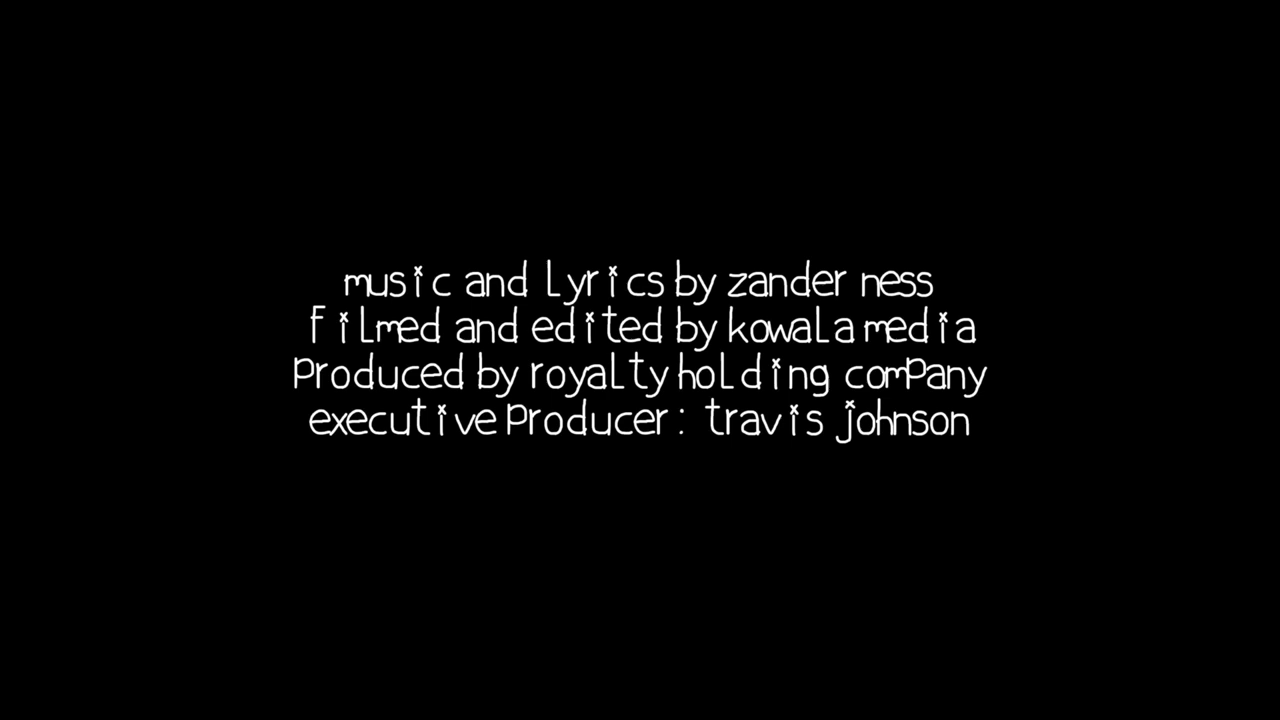 music and lyrics by zander ness
filmed and edited by kowala media
produced by royalty holding company
executive producer: travis johnson